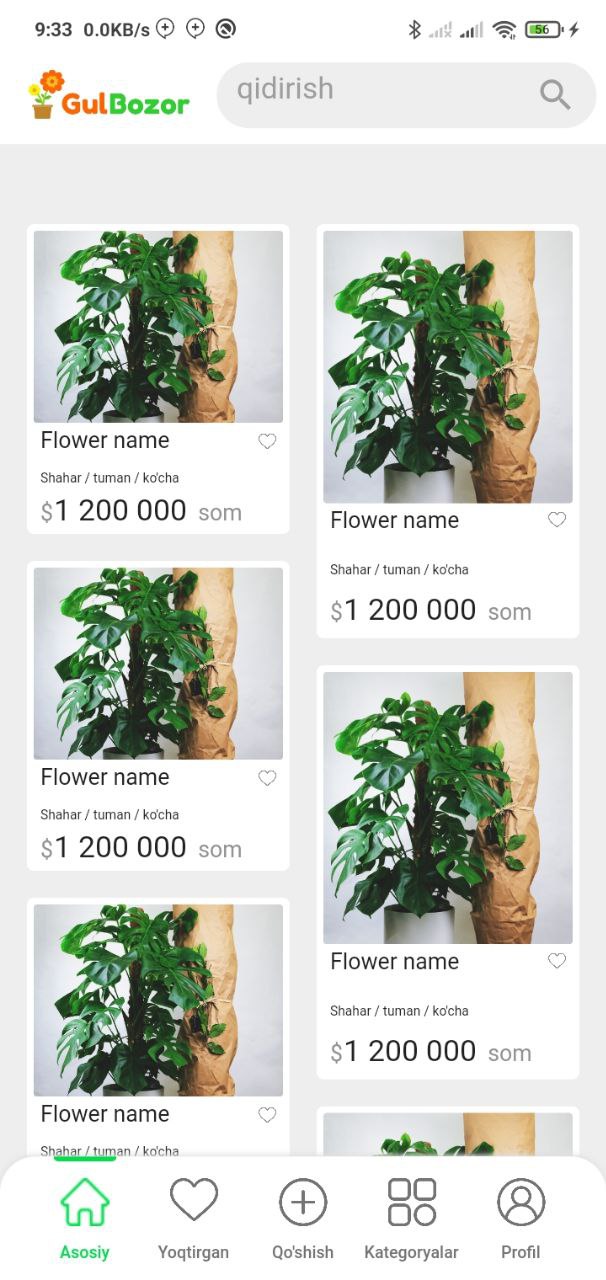 9:33 0.0KB/s 56
GulBozor
qidirish
Flower name
Shahar / tuman / ko'cha
$1 200 000 som
Flower name
Shahar / tuman / ko'cha
$1 200 000 som
Flower name
Shahar / tuman / ko'cha
$1 200 000 som
Flower name
Shahar / tuman / ko'cha
$1 200 000 som
Flower name
Shahar / tuman / ko'cha
Asosiy Yoqtirgan Qo'shish Kategoryalar Profil